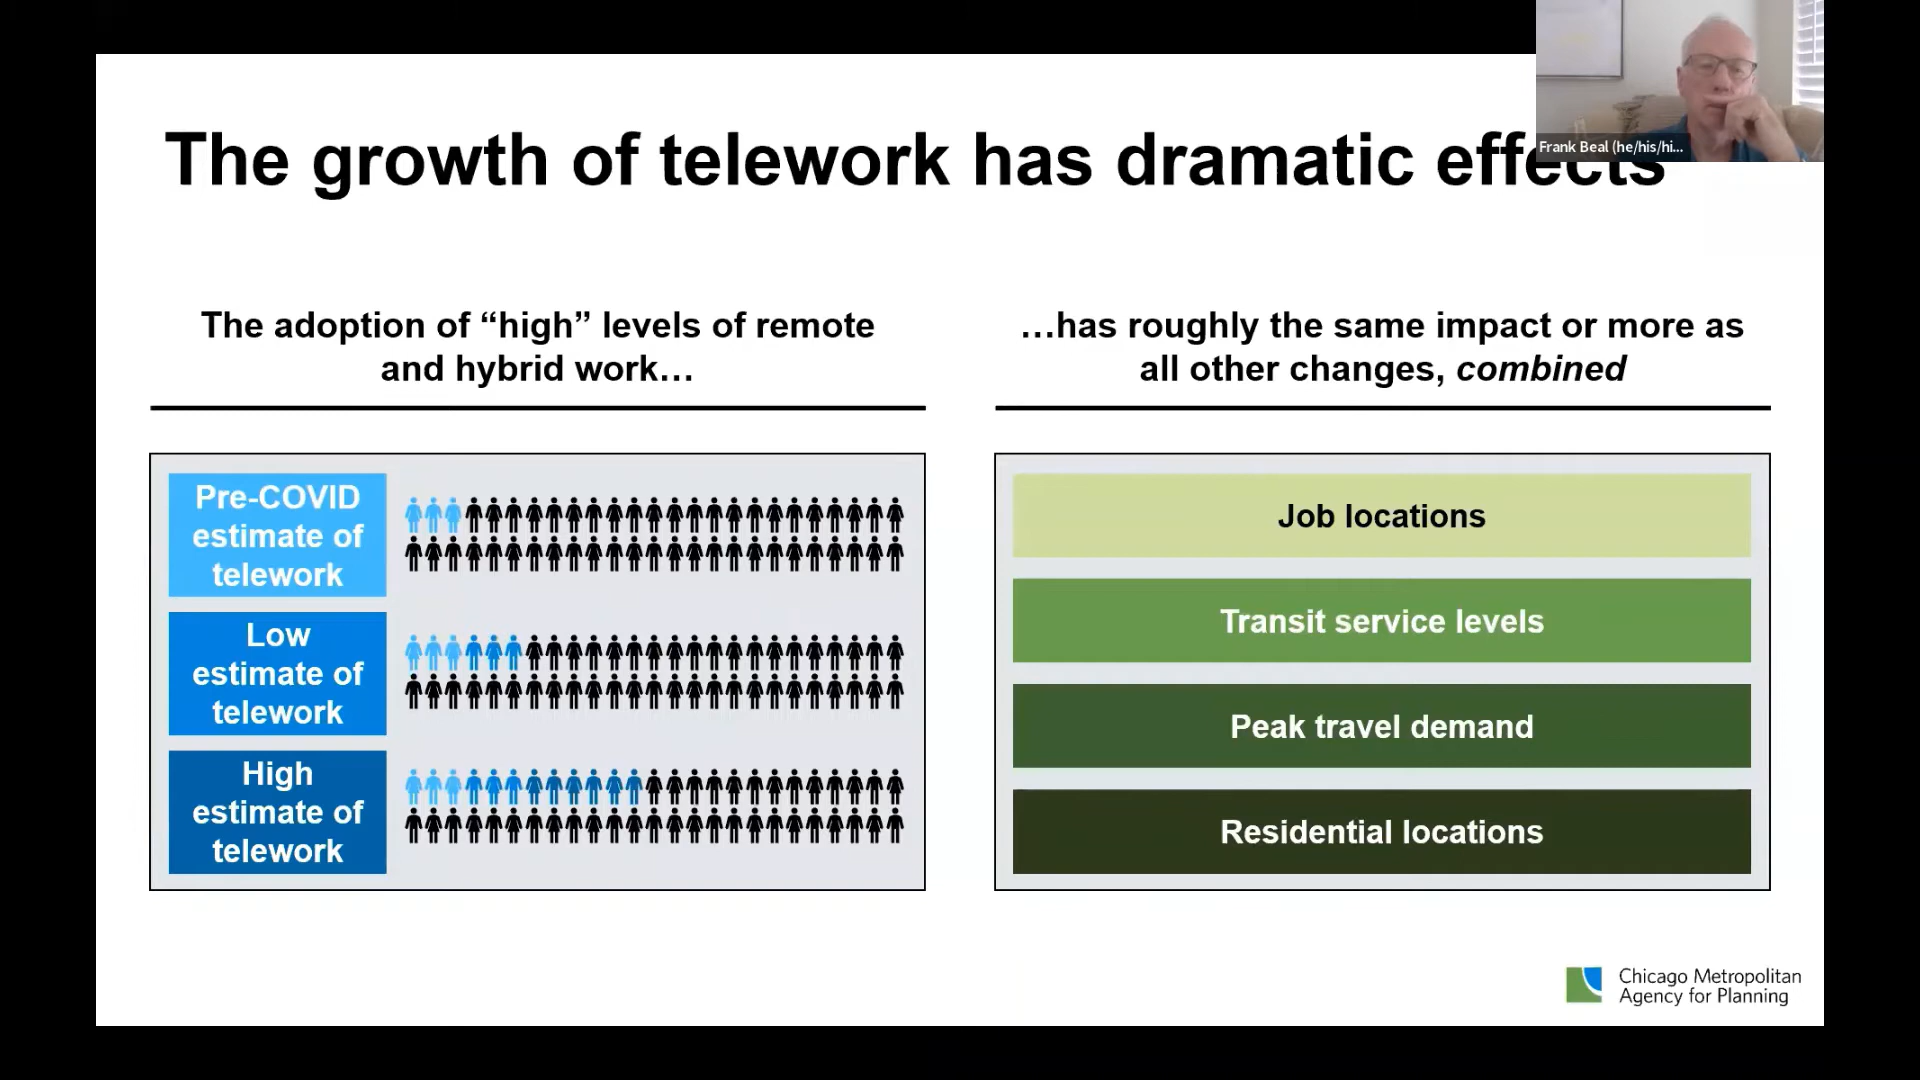 Frank Beal (he/his/hi...
The growth of telework has dramatic effects
The adoption of “high” levels of remote
and hybrid work…
…has roughly the same impact or more as
all other changes, combined
Pre-COVID
estimate of
telework
Low
estimate of
telework
High
estimate of
telework
Job locations
Transit service levels
Peak travel demand
Residential locations
Chicago Metropolitan
Agency for Planning